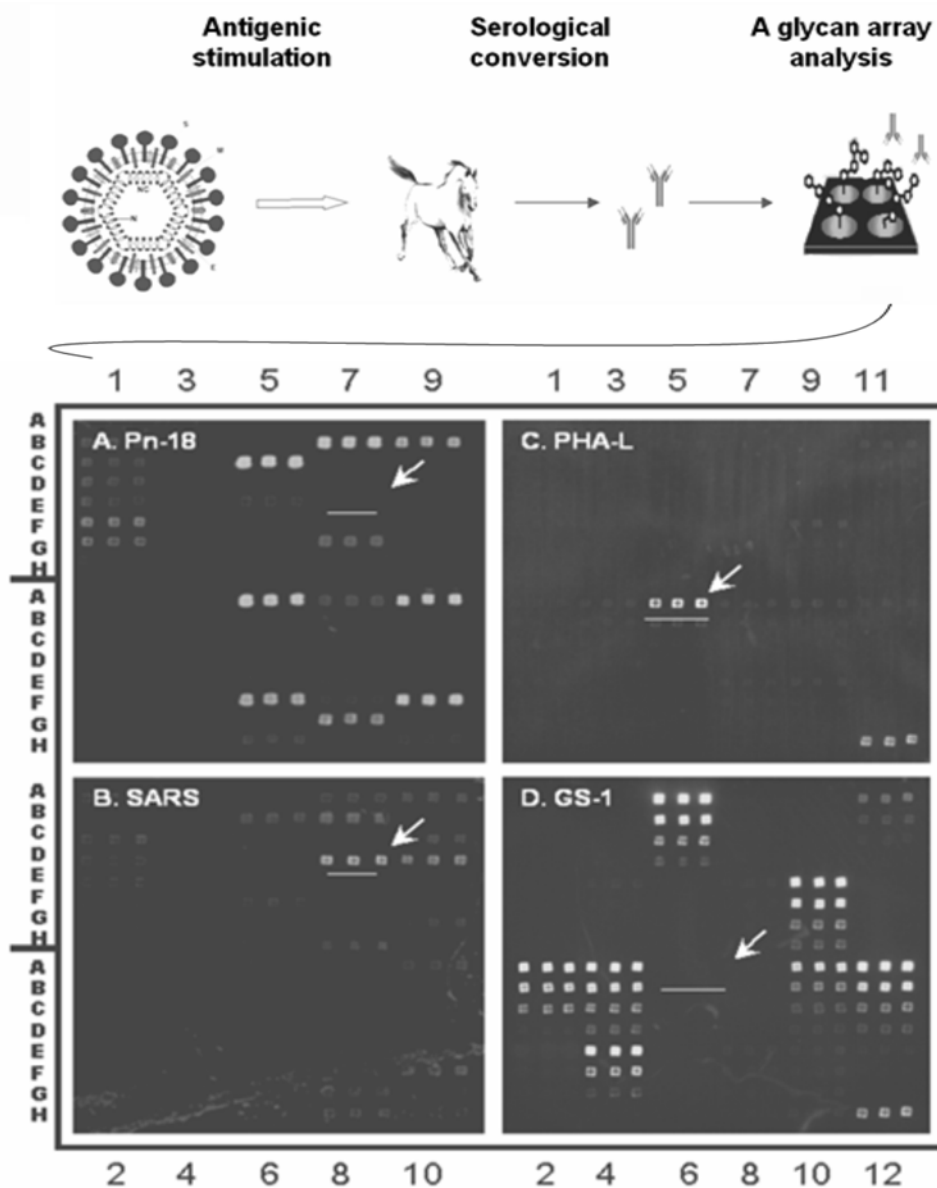 Antigenic
stimulation
Serological
conversion
A glycan array
analysis
S
M
NC
N
E
1 3 5 7 9 1 3 5 7 9 11
A
B
C
D
E
F
G
H
A
B
C
D
E
F
G
H
A. Pn-18
C. PHA-L
A
B
C
D
E
F
G
H
A
B
C
D
E
F
G
H
B. SARS
D. GS-1
2 4 6 8 10 2 4 6 8 10 12